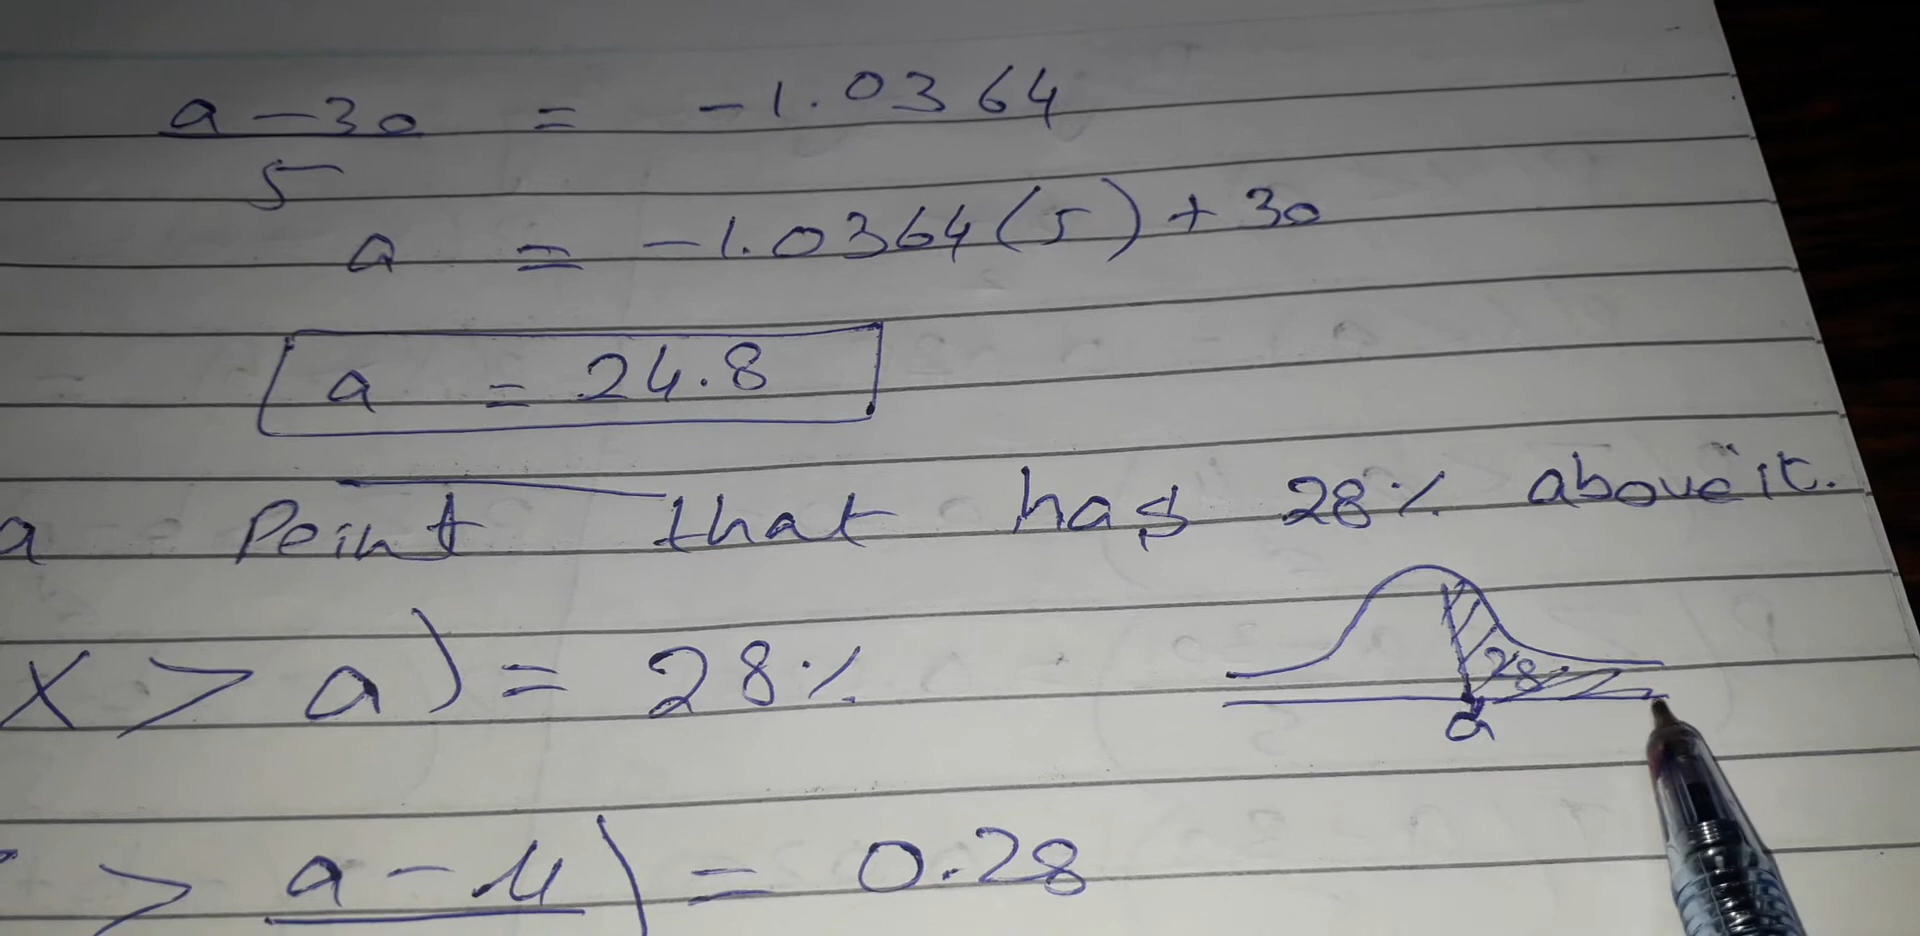 a - 30 = -1.0364
5
a = -1.0364(5) + 30
a = 24.8
a Point that has 28% above it.
X > a) = 28%
28
a
> a - μ) = 0.28